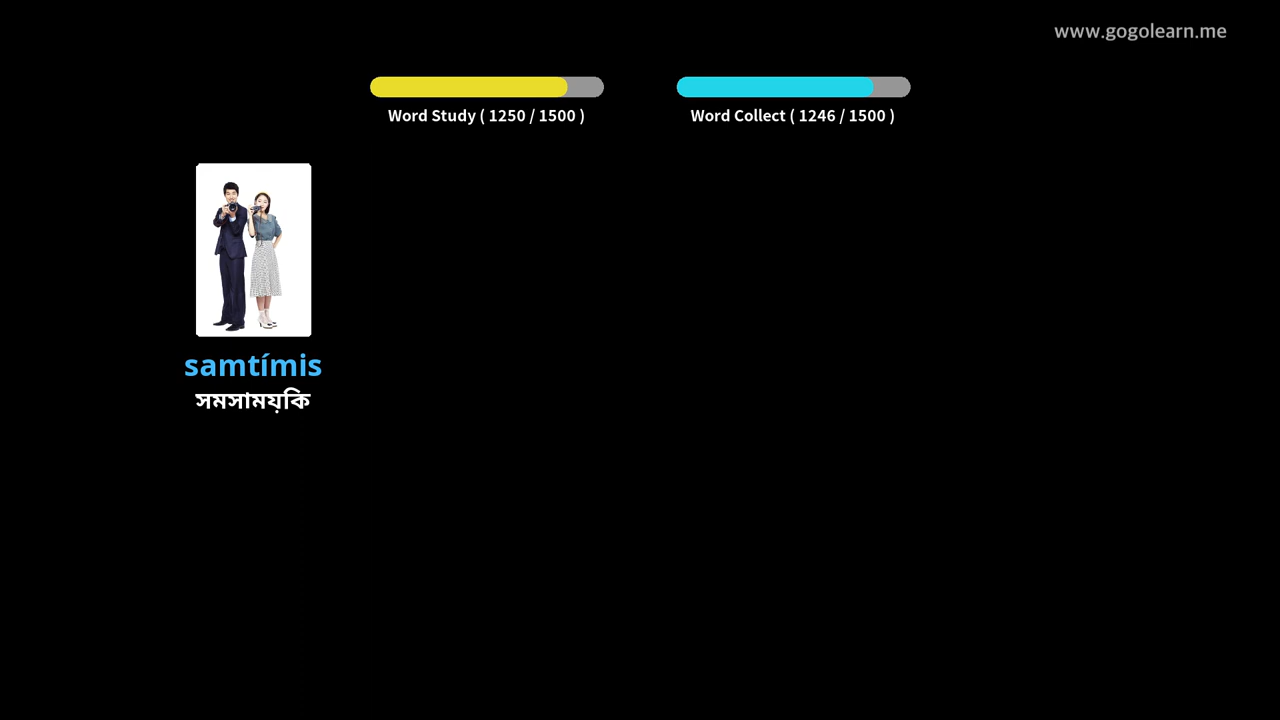 www.gogolearn.me
Word Study ( 1250 / 1500 )
Word Collect ( 1246 / 1500 )
samtímis
সমসাময়কি